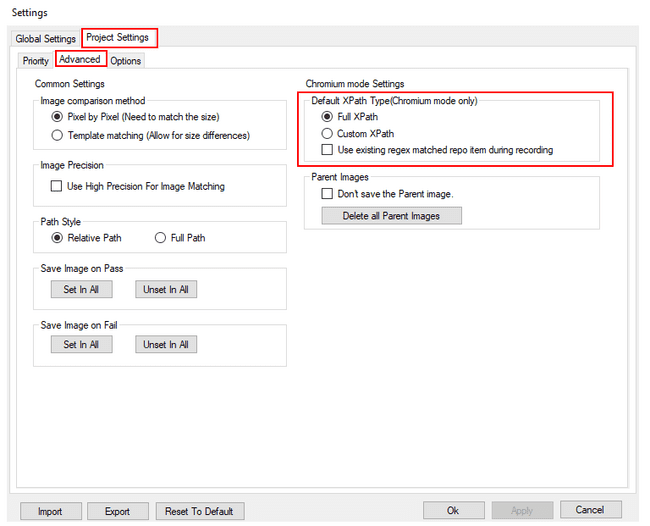 Settings
Global Settings
Project Settings
Priority
Advanced
Options
Common Settings
Image comparison method
Pixel by Pixel (Need to match the size)
Template matching (Allow for size differences)
Image Precision
Use High Precision For Image Matching
Path Style
Relative Path
Full Path
Save Image on Pass
Set In All
Unset In All
Save Image on Fail
Set In All
Unset In All
Chromium mode Settings
Default XPath Type(Chromium mode only)
Full XPath
Custom XPath
Use existing regex matched repo item during recording
Parent Images
Don't save the Parent image.
Delete all Parent Images
Import
Export
Reset To Default
Ok
Apply
Cancel